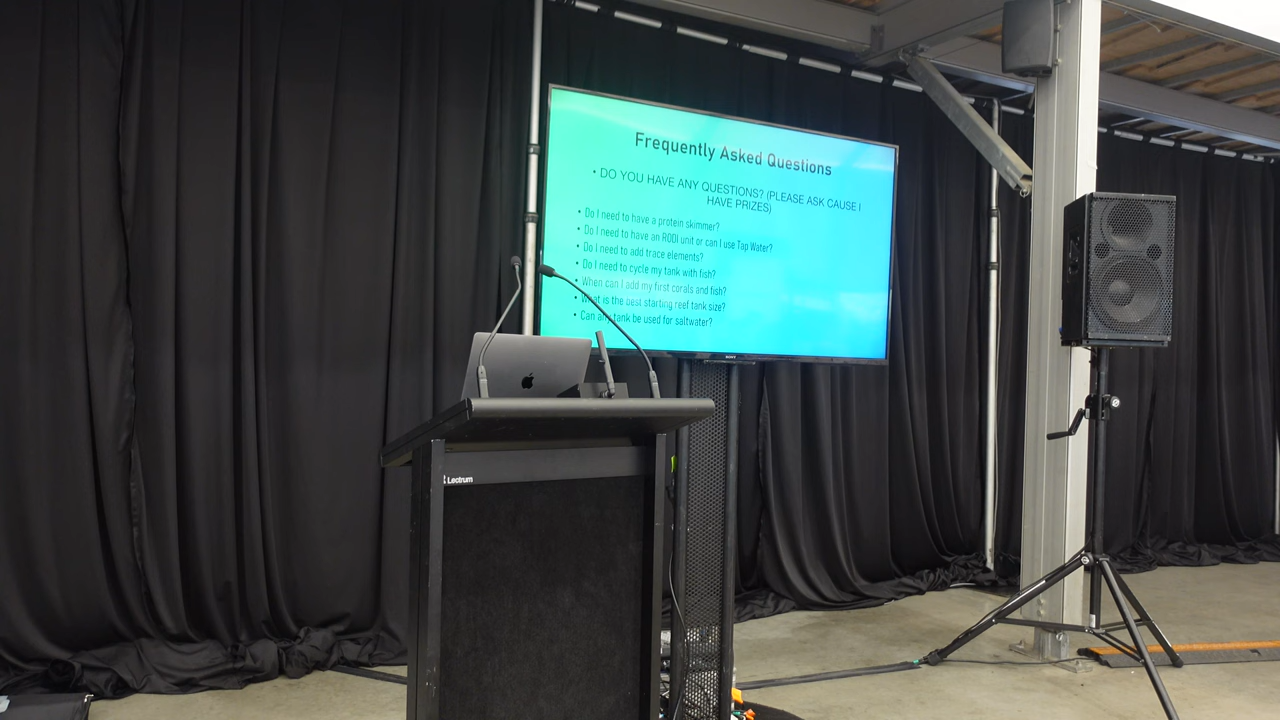 Frequently Asked Questions
• DO YOU HAVE ANY QUESTIONS? (PLEASE ASK CAUSE I
HAVE PRIZES)
• Do I need to have a protein skimmer?
• Do I need to have an RODI unit or can I use Tap Water?
• Do I need to add trace elements?
• Do I need to cycle my tank with fish?
• When can I add my first corals and fish?
• What is the best starting reef tank size?
• Can any tank be used for saltwater?
SONY
Lectrum